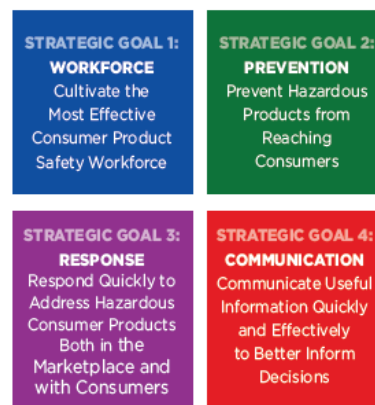 STRATEGIC GOAL 1:
WORKFORCE
Cultivate the
Most Effective
Consumer Product
Safety Workforce
STRATEGIC GOAL 2:
PREVENTION
Prevent Hazardous
Products from
Reaching
Consumers
STRATEGIC GOAL 3:
RESPONSE
Respond Quickly to
Address Hazardous
Consumer Products
Both in the
Marketplace and
with Consumers
STRATEGIC GOAL 4:
COMMUNICATION
Communicate Useful
Information Quickly
and Effectively
to Better Inform
Decisions